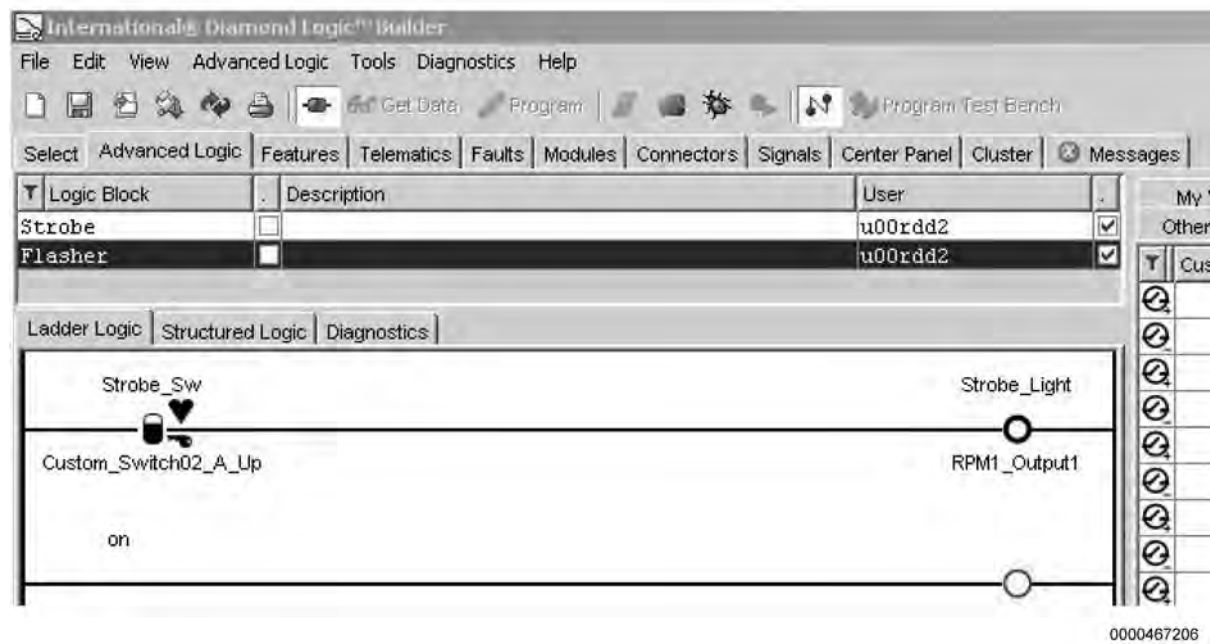 International® Diamond Logic™ Builder
File Edit View Advanced Logic Tools Diagnostics Help
Get Data Program Program Test Bench
Select Advanced Logic Features Telematics Faults Modules Connectors Signals Center Panel Cluster Messages
Logic Block . Description User . My
Strobe u00rdd2 Other
Flasher u00rdd2
Cus
Ladder Logic Structured Logic Diagnostics
Strobe_Sw Strobe_Light
Custom_Switch02_A_Up RPM1_Output1
on
0000467206